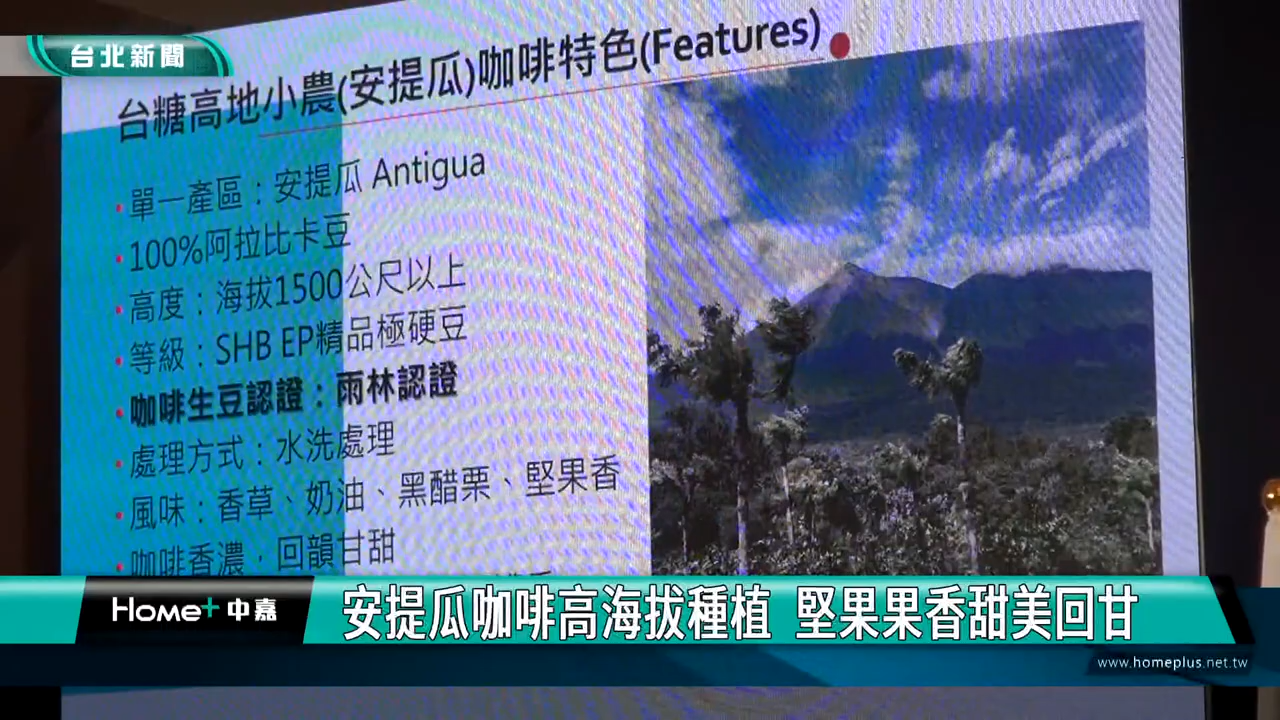 台北新聞
台糖高地小農(安提瓜)咖啡特色(Features)
• 單一產區：安提瓜 Antigua
• 100%阿拉比卡豆
• 高度：海拔1500公尺以上
• 等級：SHB EP精品極硬豆
• 咖啡生豆認證：雨林認證
• 處理方式：水洗處理
• 風味：香草、奶油、黑醋栗、堅果香
• 咖啡香濃，回韻甘甜
Home+中嘉
安提瓜咖啡高海拔種植 堅果果香甜美回甘
www.homeplus.net.tw